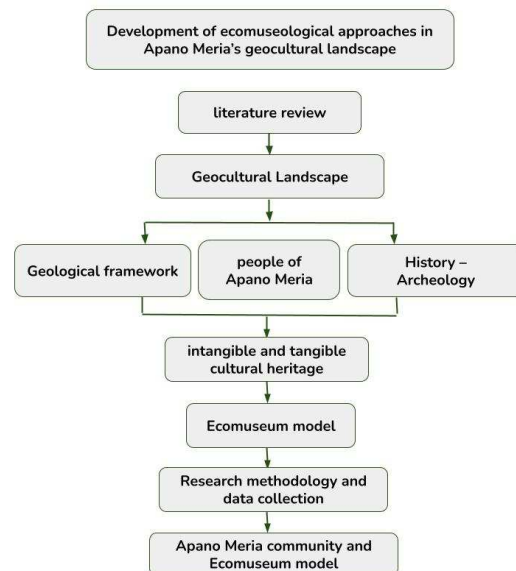 Development of ecomuseological approaches in
Apano Meria's geocultural landscape
literature review
Geocultural Landscape
Geological framework
people of
Apano Meria
History –
Archeology
intangible and tangible
cultural heritage
Ecomuseum model
Research methodology and
data collection
Apano Meria community and
Ecomuseum model